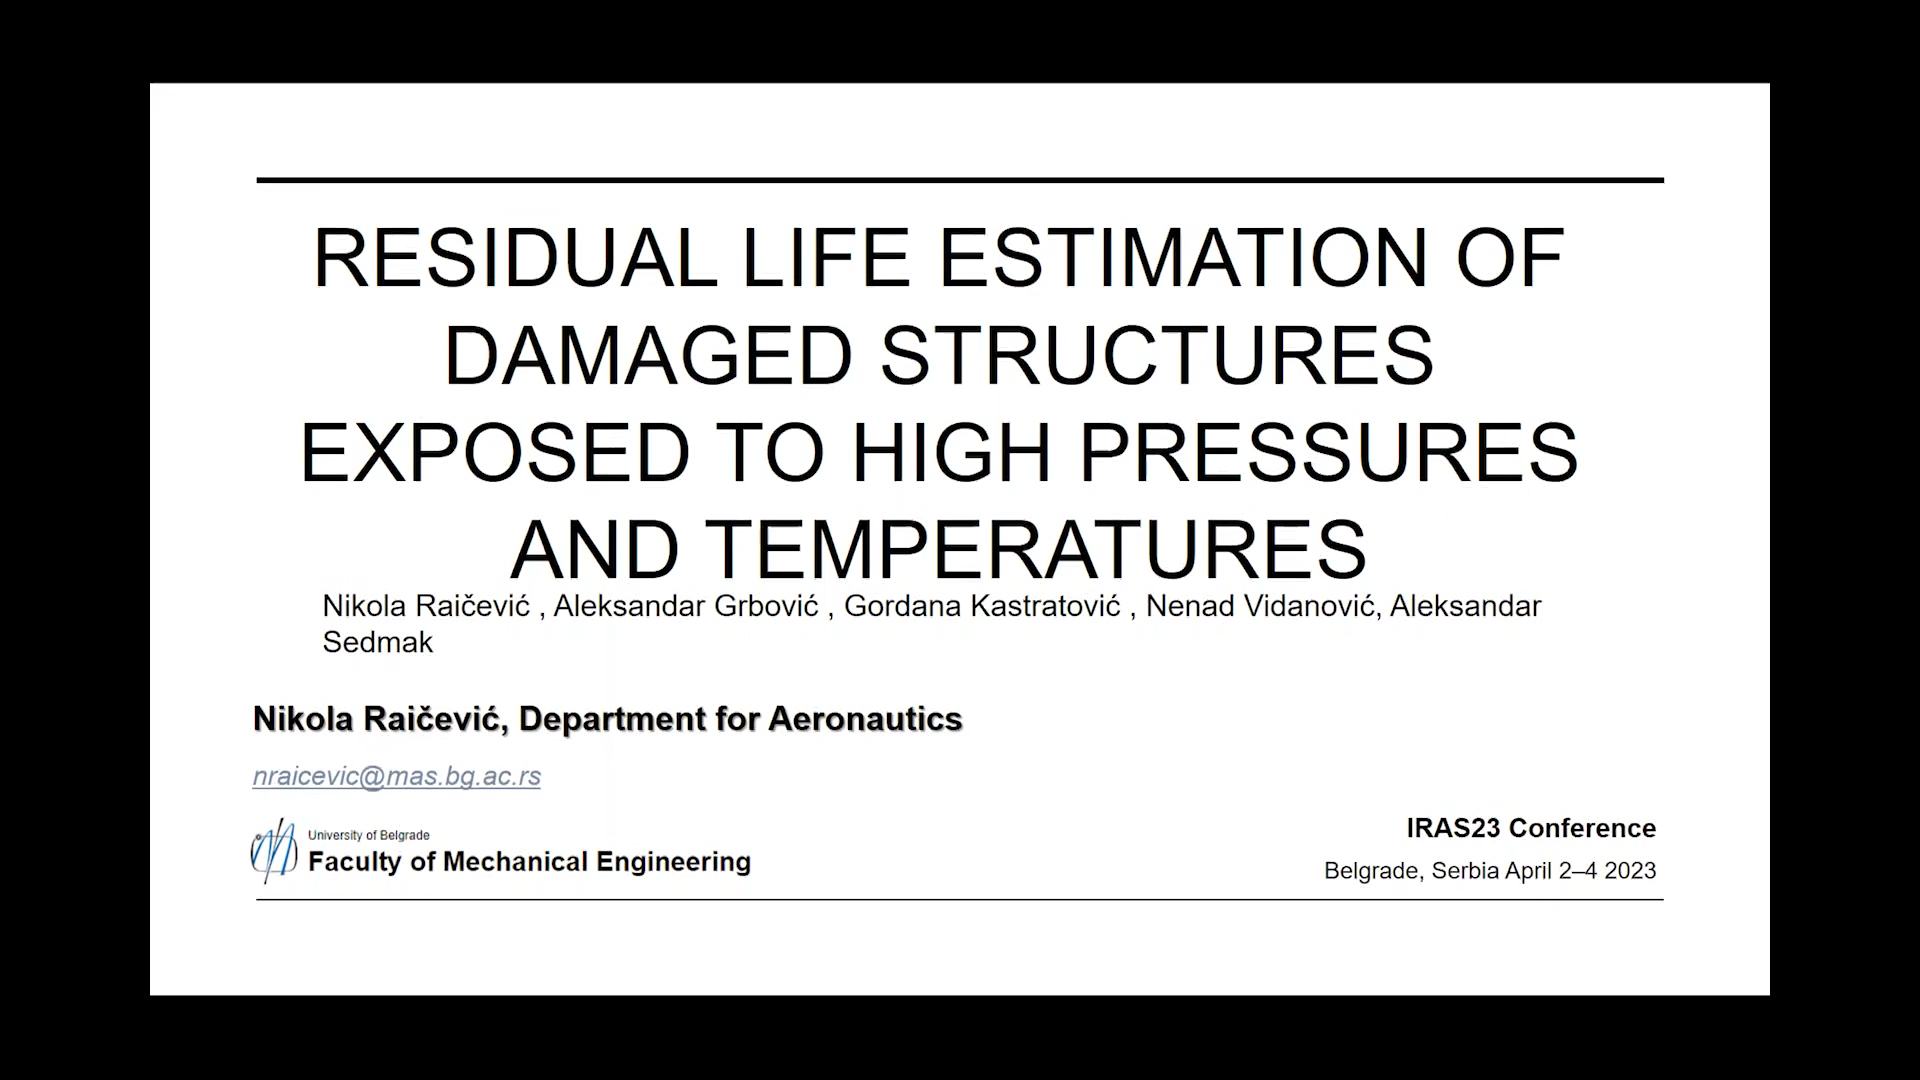 RESIDUAL LIFE ESTIMATION OF
DAMAGED STRUCTURES
EXPOSED TO HIGH PRESSURES
AND TEMPERATURES
Nikola Raičević , Aleksandar Grbović , Gordana Kastratović , Nenad Vidanović, Aleksandar
Sedmak
Nikola Raičević, Department for Aeronautics
nraicevic@mas.bg.ac.rs
University of Belgrade
Faculty of Mechanical Engineering
IRAS23 Conference
Belgrade, Serbia April 2–4 2023